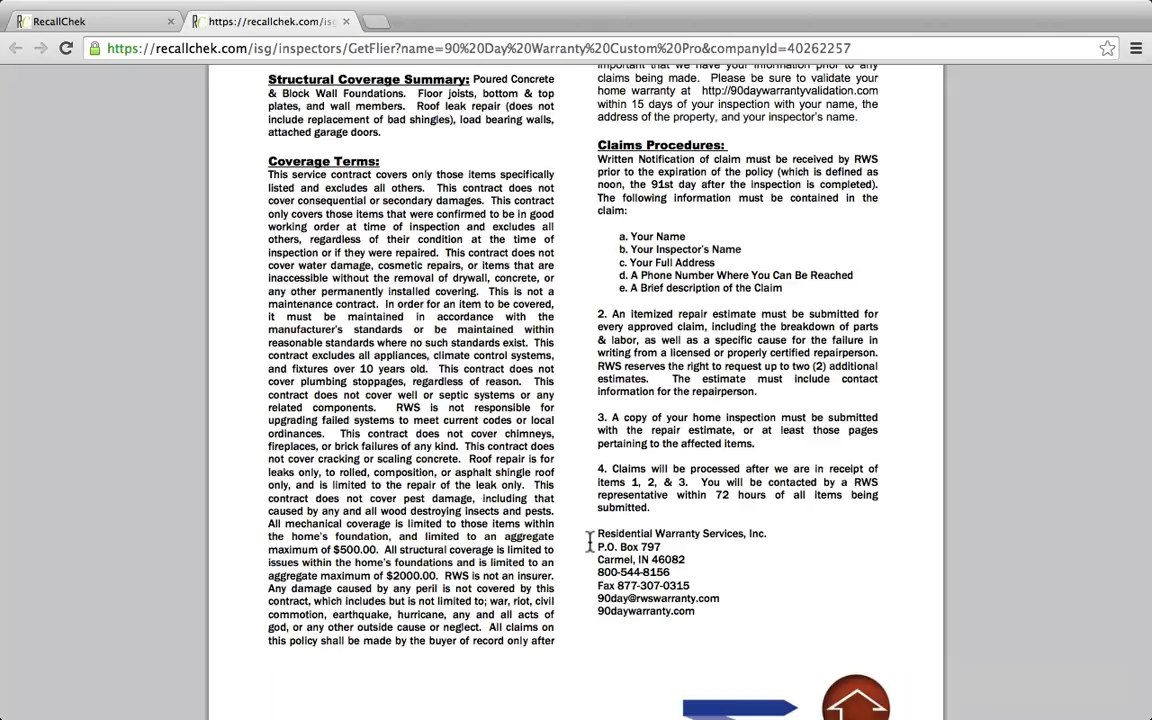 RecallChek
https://recallchek.com/isg
https://recallchek.com/isg/inspectors/GetFlier?name=90%20Day%20Warranty%20Custom%20Pro&companyId=40262257
Structural Coverage Summary: Poured Concrete
& Block Wall Foundations. Floor joists, bottom & top
plates, and wall members. Roof leak repair (does not
include replacement of bad shingles), load bearing walls,
attached garage doors.
Coverage Terms:
This service contract covers only those items specifically
listed and excludes all others. This contract does not
cover consequential or secondary damages. This contract
only covers those items that were confirmed to be in good
working order at time of inspection and excludes all
others, regardless of their condition at the time of
inspection or if they were repaired. This contract does not
cover water damage, cosmetic repairs, or items that are
inaccessible without the removal of drywall, concrete, or
any other permanently installed covering. This is not a
maintenance contract. In order for an item to be covered,
it must be maintained in accordance with the
manufacturer's standards or be maintained within
reasonable standards where no such standards exist. This
contract excludes all appliances, climate control systems,
and fixtures over 10 years old. This contract does not
cover plumbing stoppages, regardless of reason. This
contract does not cover well or septic systems or any
related components. RWS is not responsible for
upgrading failed systems to meet current codes or local
ordinances. This contract does not cover chimneys,
fireplaces, or brick failures of any kind. This contract does
not cover cracking or scaling concrete. Roof repair is for
leaks only, to rolled, composition, or asphalt shingle roof
only, and is limited to the repair of the leak only. This
contract does not cover pest damage, including that
caused by any and all wood destroying insects and pests.
All mechanical coverage is limited to those items within
the home's foundation, and limited to an aggregate
maximum of $500.00. All structural coverage is limited to
issues within the home's foundations and is limited to an
aggregate maximum of $2000.00. RWS is not an insurer.
Any damage caused by any peril is not covered by this
contract, which includes but is not limited to; war, riot, civil
commotion, earthquake, hurricane, any and all acts of
god, or any other outside cause or neglect. All claims on
this policy shall be made by the buyer of record only after
important that we have your information prior to any
claims being made. Please be sure to validate your
home warranty at http://90daywarrantyvalidation.com
within 15 days of your inspection with your name, the
address of the property, and your inspector's name.
Claims Procedures:
Written Notification of claim must be received by RWS
prior to the expiration of the policy (which is defined as
noon, the 91st day after the inspection is completed).
The following information must be contained in the
claim:
a. Your Name
b. Your Inspector's Name
c. Your Full Address
d. A Phone Number Where You Can Be Reached
e. A Brief description of the Claim
2. An itemized repair estimate must be submitted for
every approved claim, including the breakdown of parts
& labor, as well as a specific cause for the failure in
writing from a licensed or properly certified repairperson.
RWS reserves the right to request up to two (2) additional
estimates. The estimate must include contact
information for the repairperson.
3. A copy of your home inspection must be submitted
with the repair estimate, or at least those pages
pertaining to the affected items.
4. Claims will be processed after we are in receipt of
items 1, 2, & 3. You will be contacted by a RWS
representative within 72 hours of all items being
submitted.
Residential Warranty Services, Inc.
P.O. Box 797
Carmel, IN 46082
800-544-8156
Fax 877-307-0315
90day@rwswarranty.com
90daywarranty.com